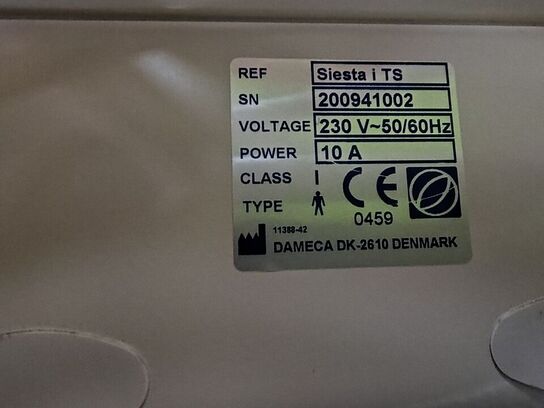 REF Siesta i TS
SN 200941002
VOLTAGE 230 V~50/60Hz
POWER 10 A
CLASS I
TYPE
CE
0459
11388-42
DAMECA DK-2610 DENMARK